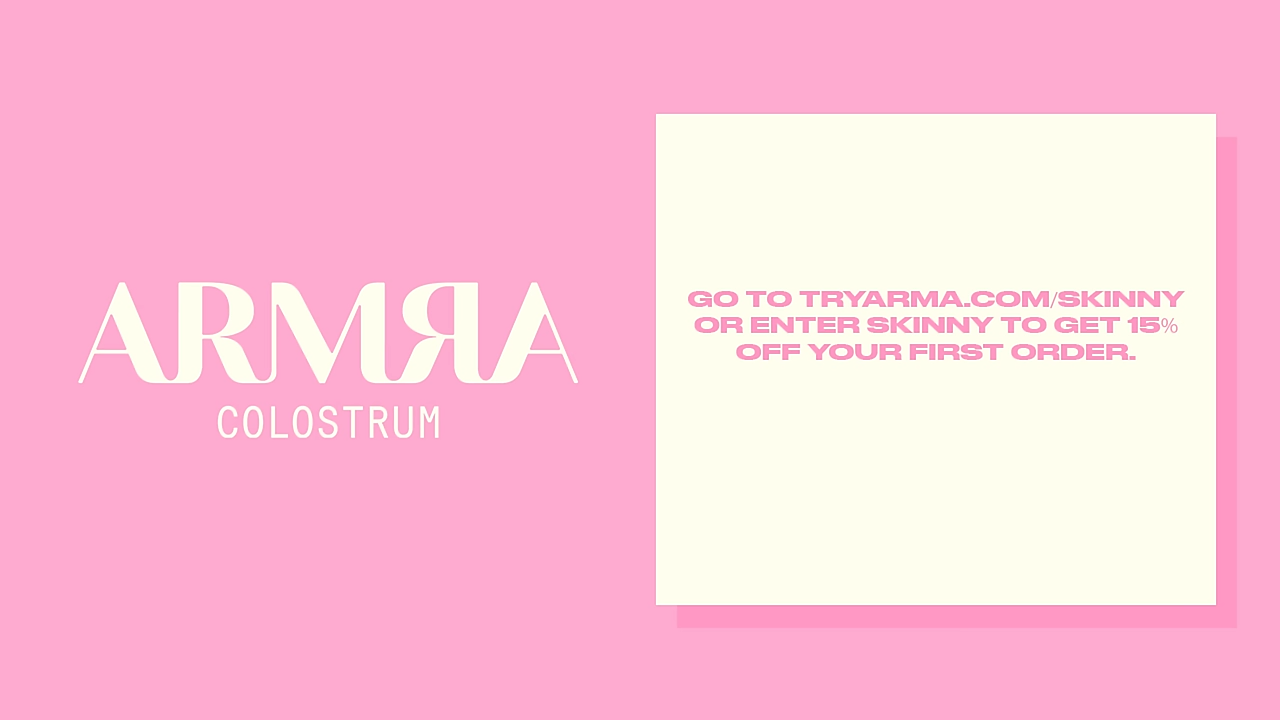 ARMRA
COLOSTRUM
GO TO TRYARMA.COM/SKINNY
OR ENTER SKINNY TO GET 15%
OFF YOUR FIRST ORDER.